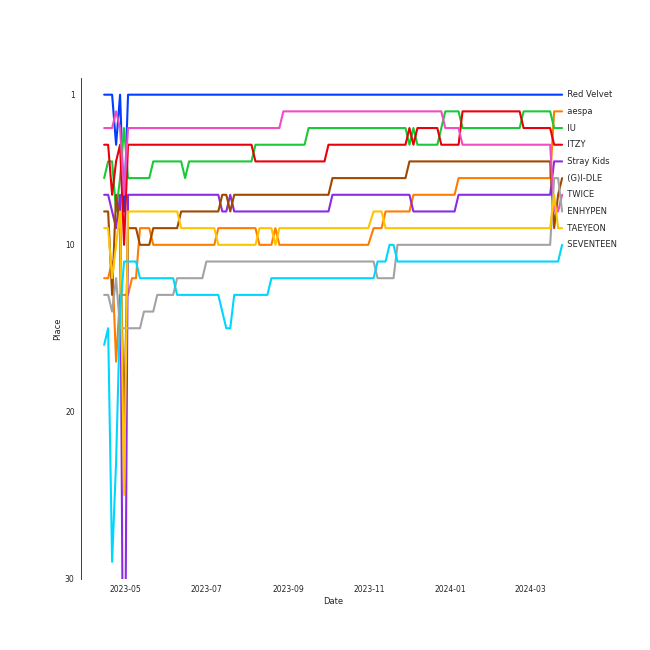 1
10
20
30
Place
Red Velvet
aespa
IU
ITZY
Stray Kids
(G)I-DLE
TWICE
ENHYPEN
TAEYEON
SEVENTEEN
2023-05 2023-07 2023-09 2023-11 2024-01 2024-03
Date